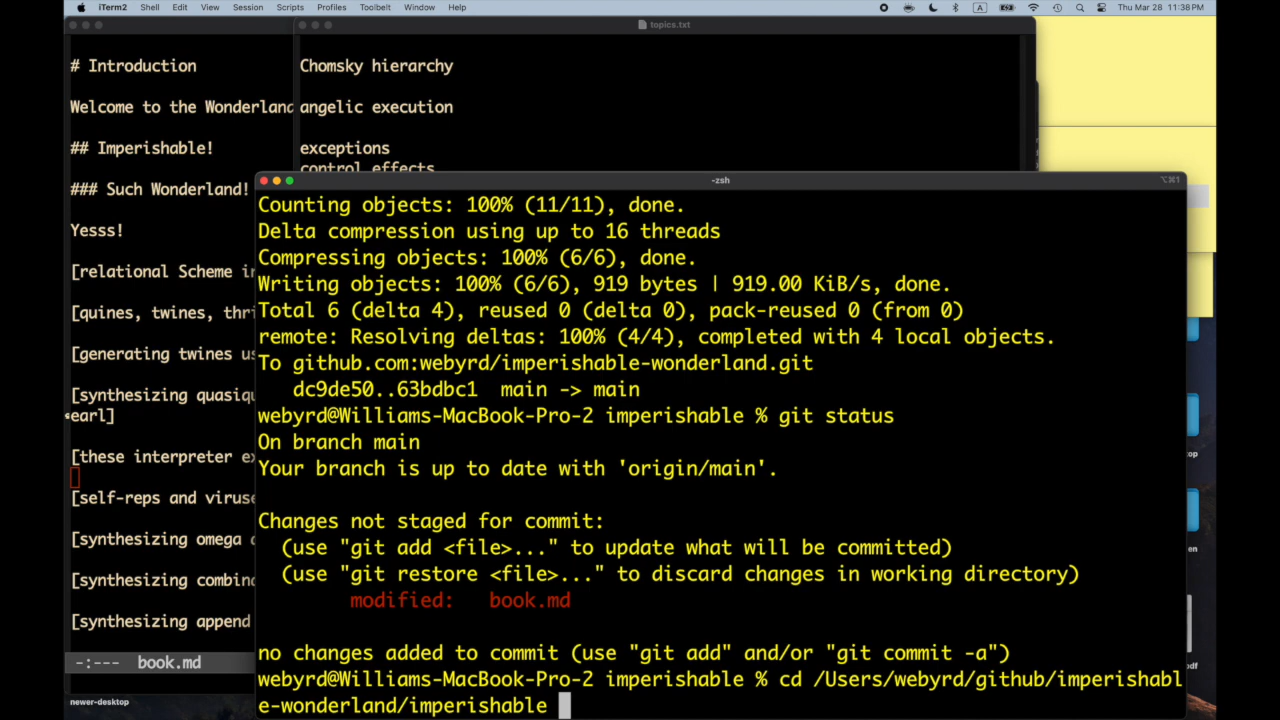 iTerm2 Shell Edit View Session Scripts Profiles Toolbelt Window Help
A
Thu Mar 28 11:38 PM
topics.txt
# Introduction
Welcome to the Wonderland
## Imperishable!
### Such Wonderland!
Yesss!
[relational Scheme in
[quines, twines, thri
[generating twines us
[synthesizing quasiqu
searl]
[these interpreter ex
[self-reps and viruse
[synthesizing omega
[synthesizing combina
[synthesizing append
-:--- book.md
newer-desktop
Chomsky hierarchy
angelic execution
exceptions
control effects
-zsh
⌥⌘1
Counting objects: 100% (11/11), done.
Delta compression using up to 16 threads
Compressing objects: 100% (6/6), done.
Writing objects: 100% (6/6), 919 bytes | 919.00 KiB/s, done.
Total 6 (delta 4), reused 0 (delta 0), pack-reused 0 (from 0)
remote: Resolving deltas: 100% (4/4), completed with 4 local objects.
To github.com:webyrd/imperishable-wonderland.git
dc9de50..63bdbc1 main -> main
webyrd@Williams-MacBook-Pro-2 imperishable % git status
On branch main
Your branch is up to date with 'origin/main'.
Changes not staged for commit:
(use "git add <file>..." to update what will be committed)
(use "git restore <file>..." to discard changes in working directory)
modified: book.md
no changes added to commit (use "git add" and/or "git commit -a")
webyrd@Williams-MacBook-Pro-2 imperishable % cd /Users/webyrd/github/imperishabl
e-wonderland/imperishable
op
en
pdf